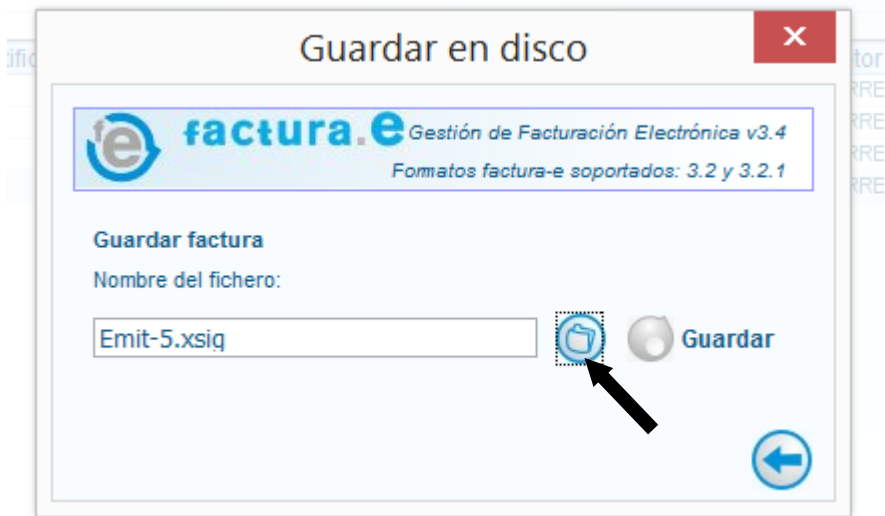 Guardar en disco
factura.e Gestión de Facturación Electrónica v3.4
Formatos factura-e soportados: 3.2 y 3.2.1
Guardar factura
Nombre del fichero:
Emit-5.xsig
Guardar